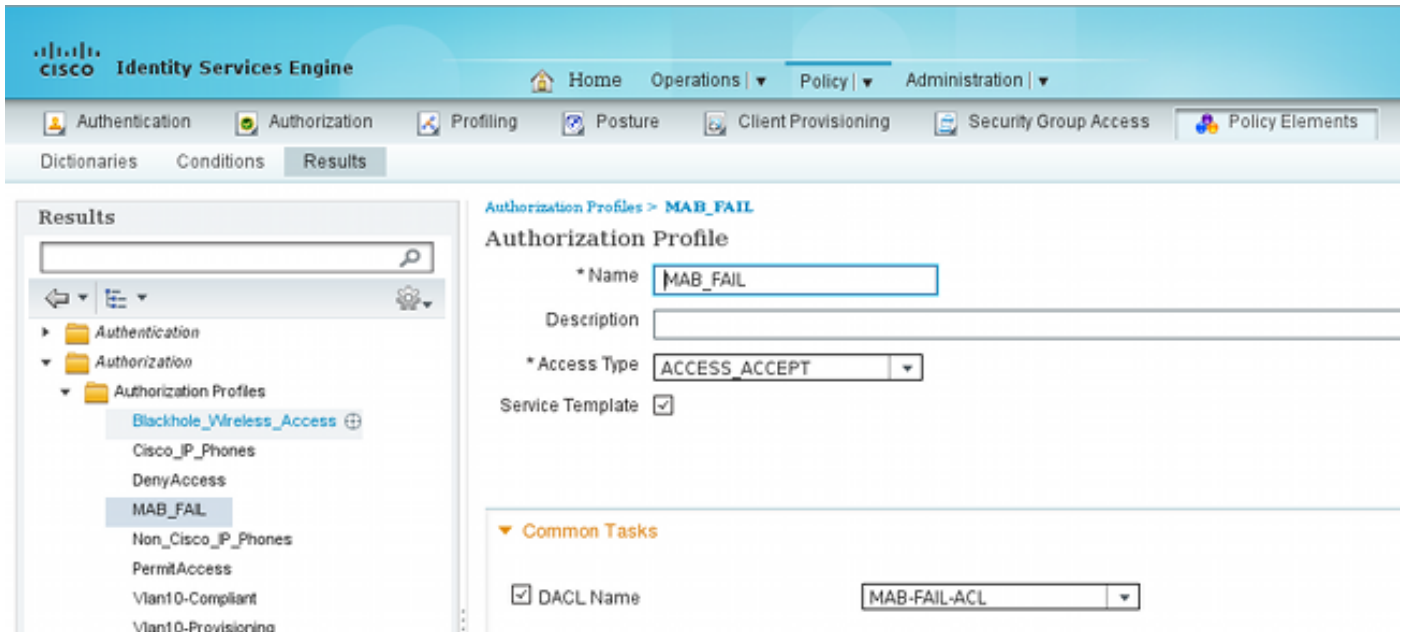 CISCO Identity Services Engine
Home Operations | Policy | Administration |
Authentication Authorization Profiling Posture Client Provisioning Security Group Access Policy Elements
Dictionaries Conditions Results
Results
Authentication
Authorization
Authorization Profiles
Blackhole_Wireless_Access
Cisco_IP_Phones
DenyAccess
MAB_FAIL
Non_Cisco_IP_Phones
PermitAccess
Vlan10-Compliant
Vlan10-Provisioning
Authorization Profiles > MAB_FAIL
Authorization Profile
* Name MAB_FAIL
Description
* Access Type ACCESS_ACCEPT
Service Template
Common Tasks
DACL Name MAB-FAIL-ACL